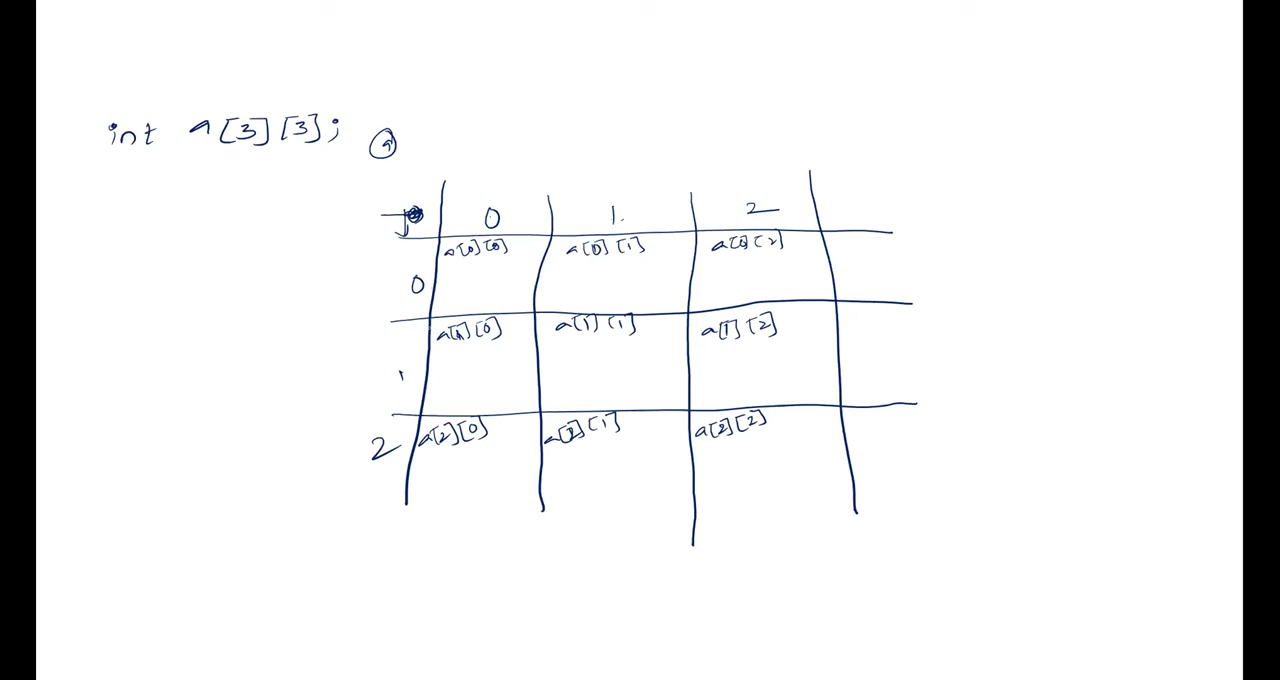 int a[3][3]; a
0 1. 2
a[0][0] a[0][1] a[0][2]
0
a[1][0] a[1][1] a[1][2]
1
2 a[2][0] a[2][1] a[2][2]